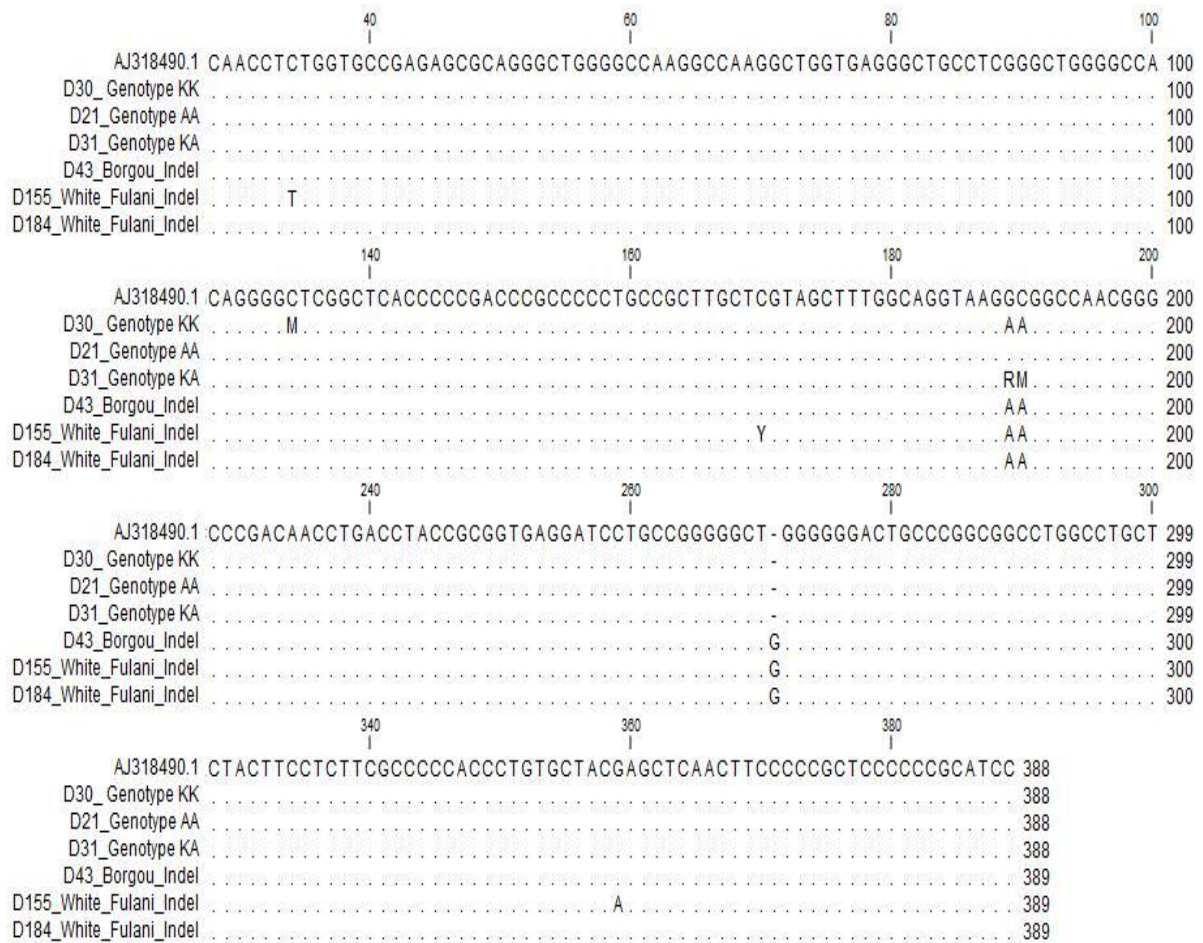 40 60 80 100
AJ318490.1 CAACCTCTGGTGCCGAGAGCGCAGGGCTGGGGCCAAGGCCAAGGCTGGTGAGGGCTGCCTCGGGCTGGGGCCA 100
D30_ Genotype KK ......................................................................... 100
D21_Genotype AA ......................................................................... 100
D31_Genotype KA ......................................................................... 100
D43_Borgou_Indel ......................................................................... 100
D155_White_Fulani_Indel ......T.................................................................. 100
D184_White_Fulani_Indel ......................................................................... 100
140 160 180 200
AJ318490.1 CAGGGGCTCGGCTCACCCCCGACCCGCCCCCTGCCGCTTGCTCGTAGCTTTGGCAGGTAAGGCGGCCAACGGG 200
D30_ Genotype KK ......M......................................................AA.......... 200
D21_Genotype AA ......................................................................... 200
D31_Genotype KA .............................................................RM.......... 200
D43_Borgou_Indel .............................................................AA.......... 200
D155_White_Fulani_Indel ..........................................Y..................AA.......... 200
D184_White_Fulani_Indel .............................................................AA.......... 200
240 260 280 300
AJ318490.1 CCCGACAACCTGACCTACCGCGGTGAGGATCCTGCCGGGGGCT-GGGGGGACTGCCCGGCGGCCTGGCCTGCT 299
D30_ Genotype KK ...........................................-............................. 299
D21_Genotype AA ...........................................-............................. 299
D31_Genotype KA ...........................................-............................. 299
D43_Borgou_Indel ...........................................G............................. 300
D155_White_Fulani_Indel ...........................................G............................. 300
D184_White_Fulani_Indel ...........................................G............................. 300
340 360 380
AJ318490.1 CTACTTCCTCTTCGCCCCCACCCTGTGCTACGAGCTCAACTTCCCCCGCTCCCCCCGCATCC 388
D30_ Genotype KK .............................................................. 388
D21_Genotype AA .............................................................. 388
D31_Genotype KA .............................................................. 388
D43_Borgou_Indel .............................................................. 389
D155_White_Fulani_Indel ...............................A.............................. 389
D184_White_Fulani_Indel .............................................................. 389